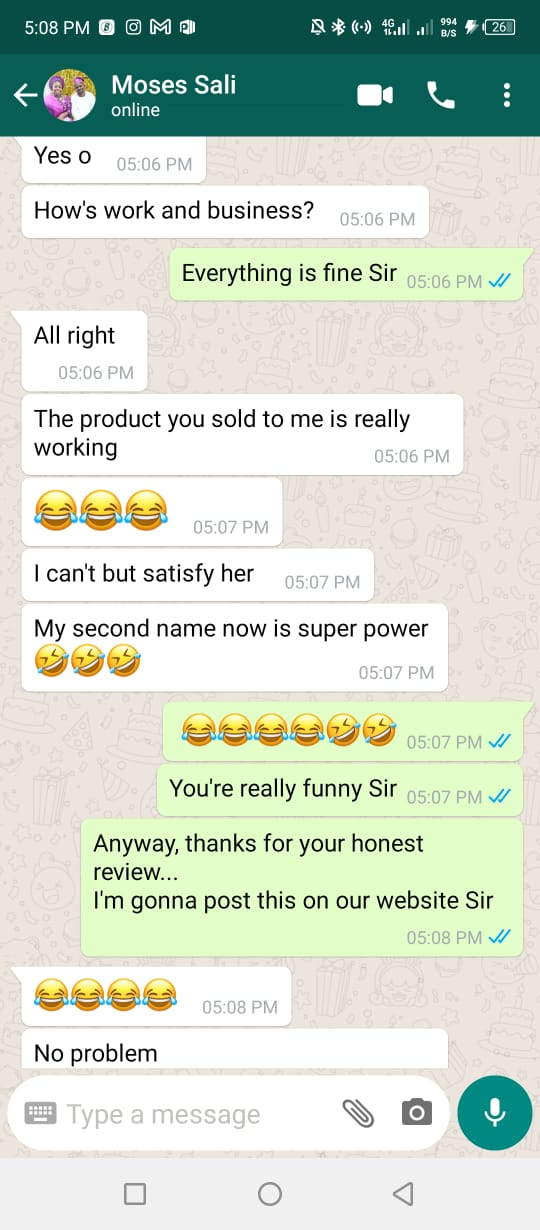 5:08 PM
4G
994
B/S
26
Moses Sali
online
Yes o 05:06 PM
How's work and business? 05:06 PM
Everything is fine Sir 05:06 PM
All right
05:06 PM
The product you sold to me is really
working 05:06 PM
😂😂😂 05:07 PM
I can't but satisfy her 05:07 PM
My second name now is super power
🤣🤣🤣 05:07 PM
😂😂😂😂🤣🤣 05:07 PM
You're really funny Sir 05:07 PM
Anyway, thanks for your honest
review...
I'm gonna post this on our website Sir
05:08 PM
😂😂😂😂 05:08 PM
No problem
Type a message